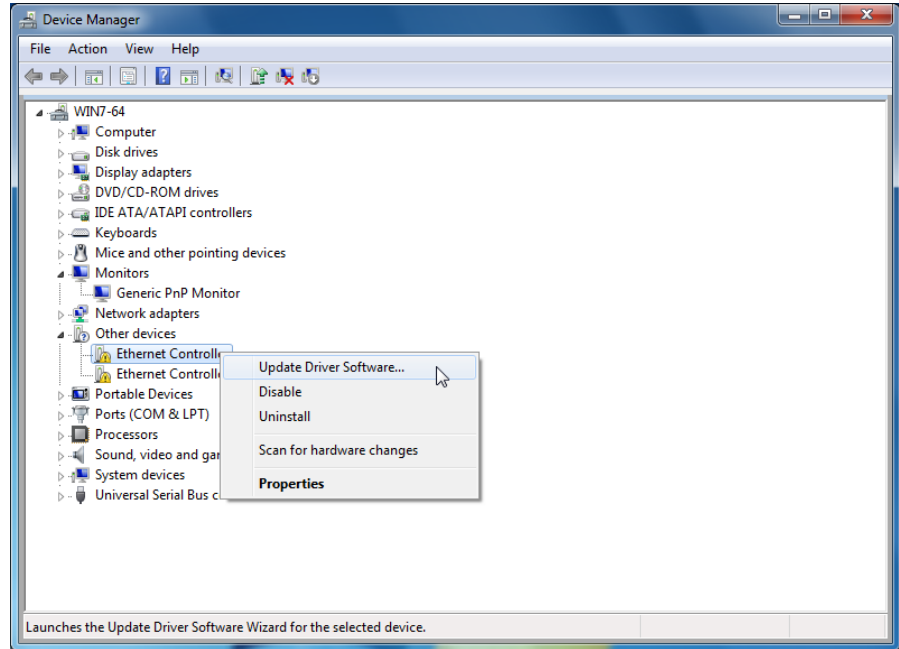 Device Manager
File Action View Help
WIN7-64
Computer
Disk drives
Display adapters
DVD/CD-ROM drives
IDE ATA/ATAPI controllers
Keyboards
Mice and other pointing devices
Monitors
Generic PnP Monitor
Network adapters
Other devices
Ethernet Controlle
Ethernet Controlle
Portable Devices
Ports (COM & LPT)
Processors
Sound, video and gar
System devices
Universal Serial Bus c
Update Driver Software...
Disable
Uninstall
Scan for hardware changes
Properties
Launches the Update Driver Software Wizard for the selected device.